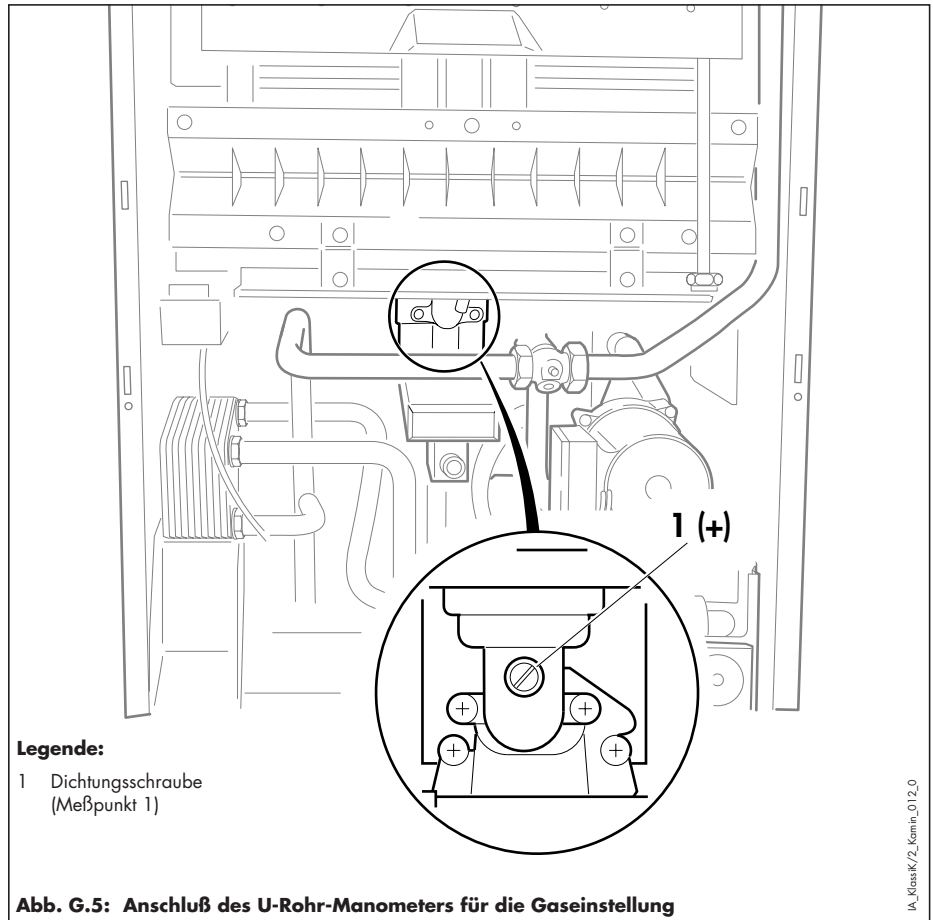 1 (+)
Legende:
1 Dichtungsschraube
(Meßpunkt 1)
IA_KlassiK/2_Kamin_012_0
Abb. G.5: Anschluß des U-Rohr-Manometers für die Gaseinstellung